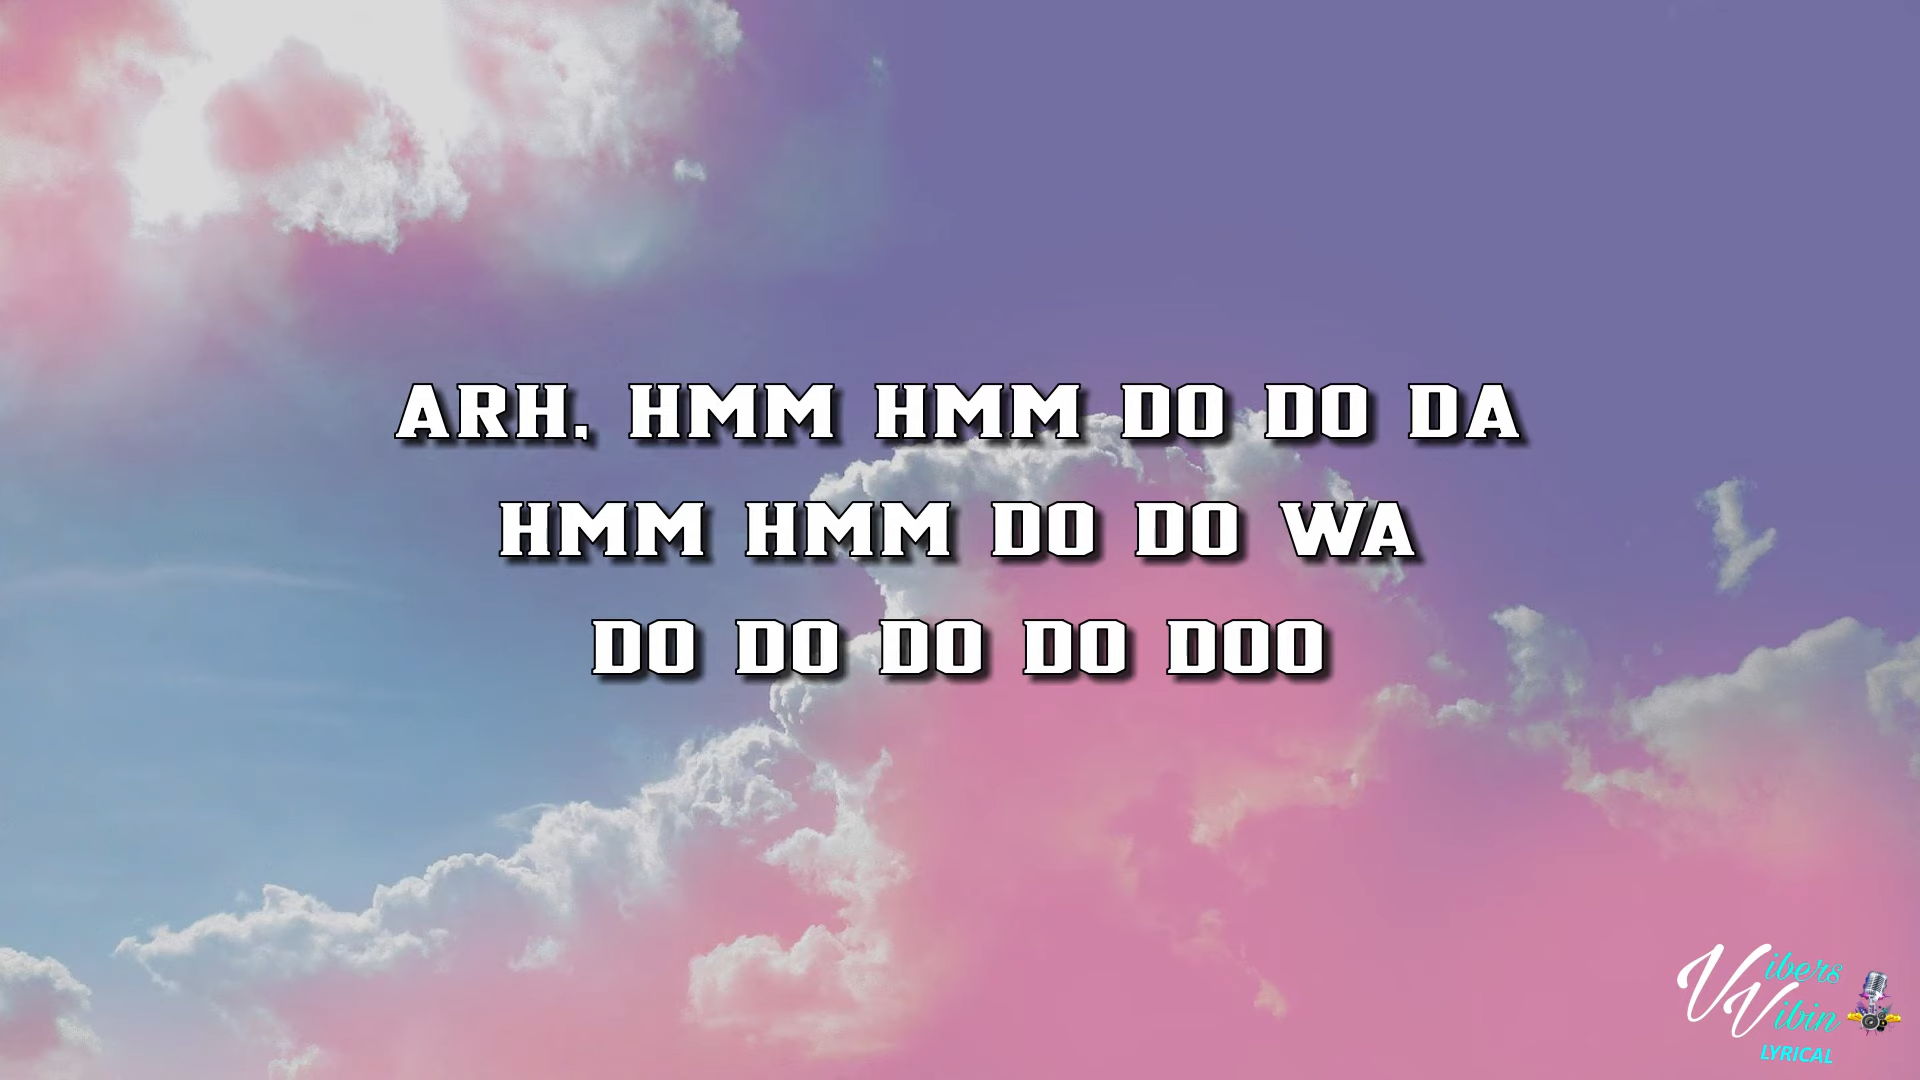 ARH, HMM HMM DO DO DA
HMM HMM DO DO WA
DO DO DO DO DOO
Vibers
Vibin
LYRICAL